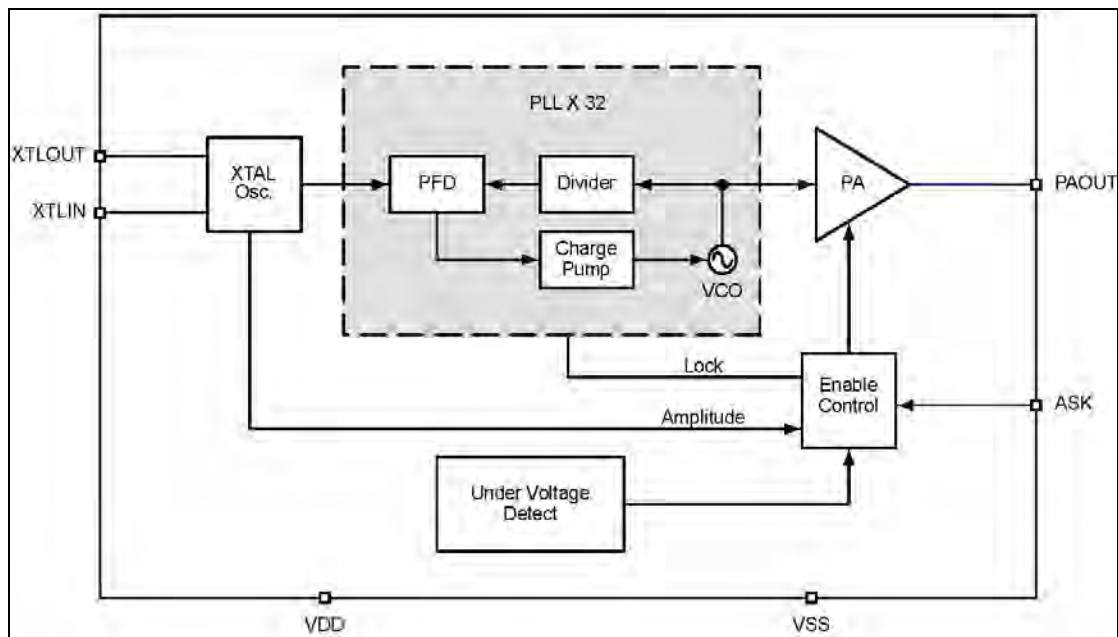 PLL X 32
XTLOUT
XTAL
Osc.
XTLIN
PFD
Divider
PA
PAOUT
Charge
Pump
VCO
Lock
Enable
Control
ASK
Amplitude
Under Voltage
Detect
VDD
VSS